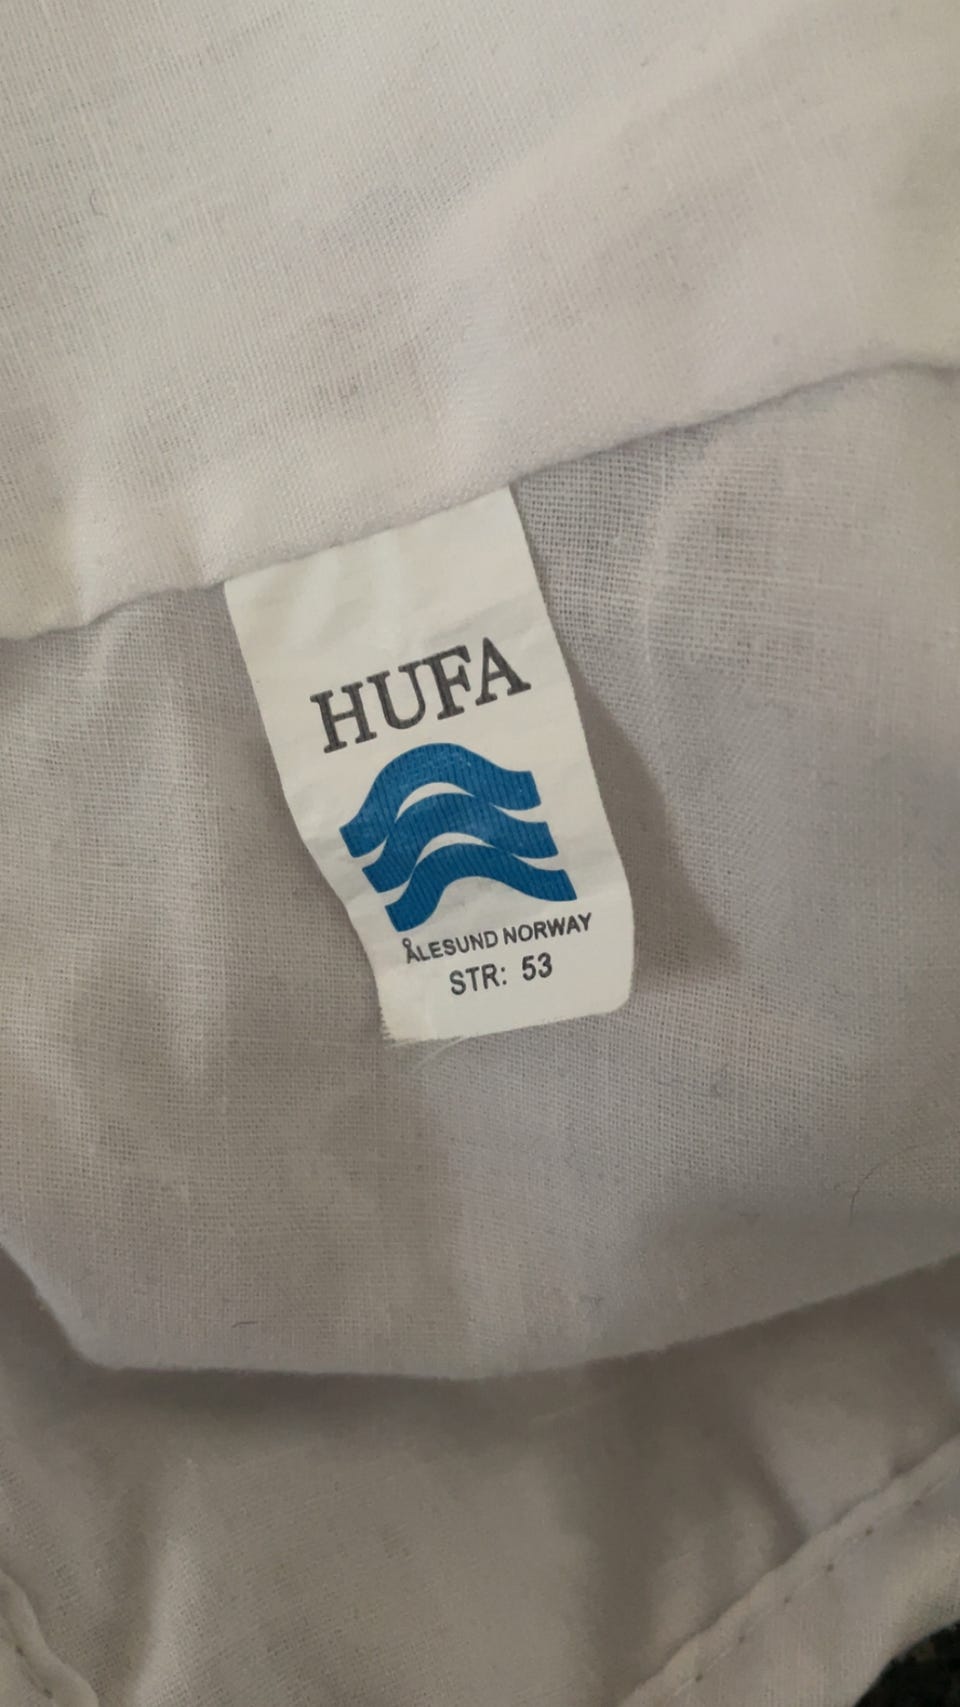 HUFA
ÅLESUND NORWAY
STR: 53